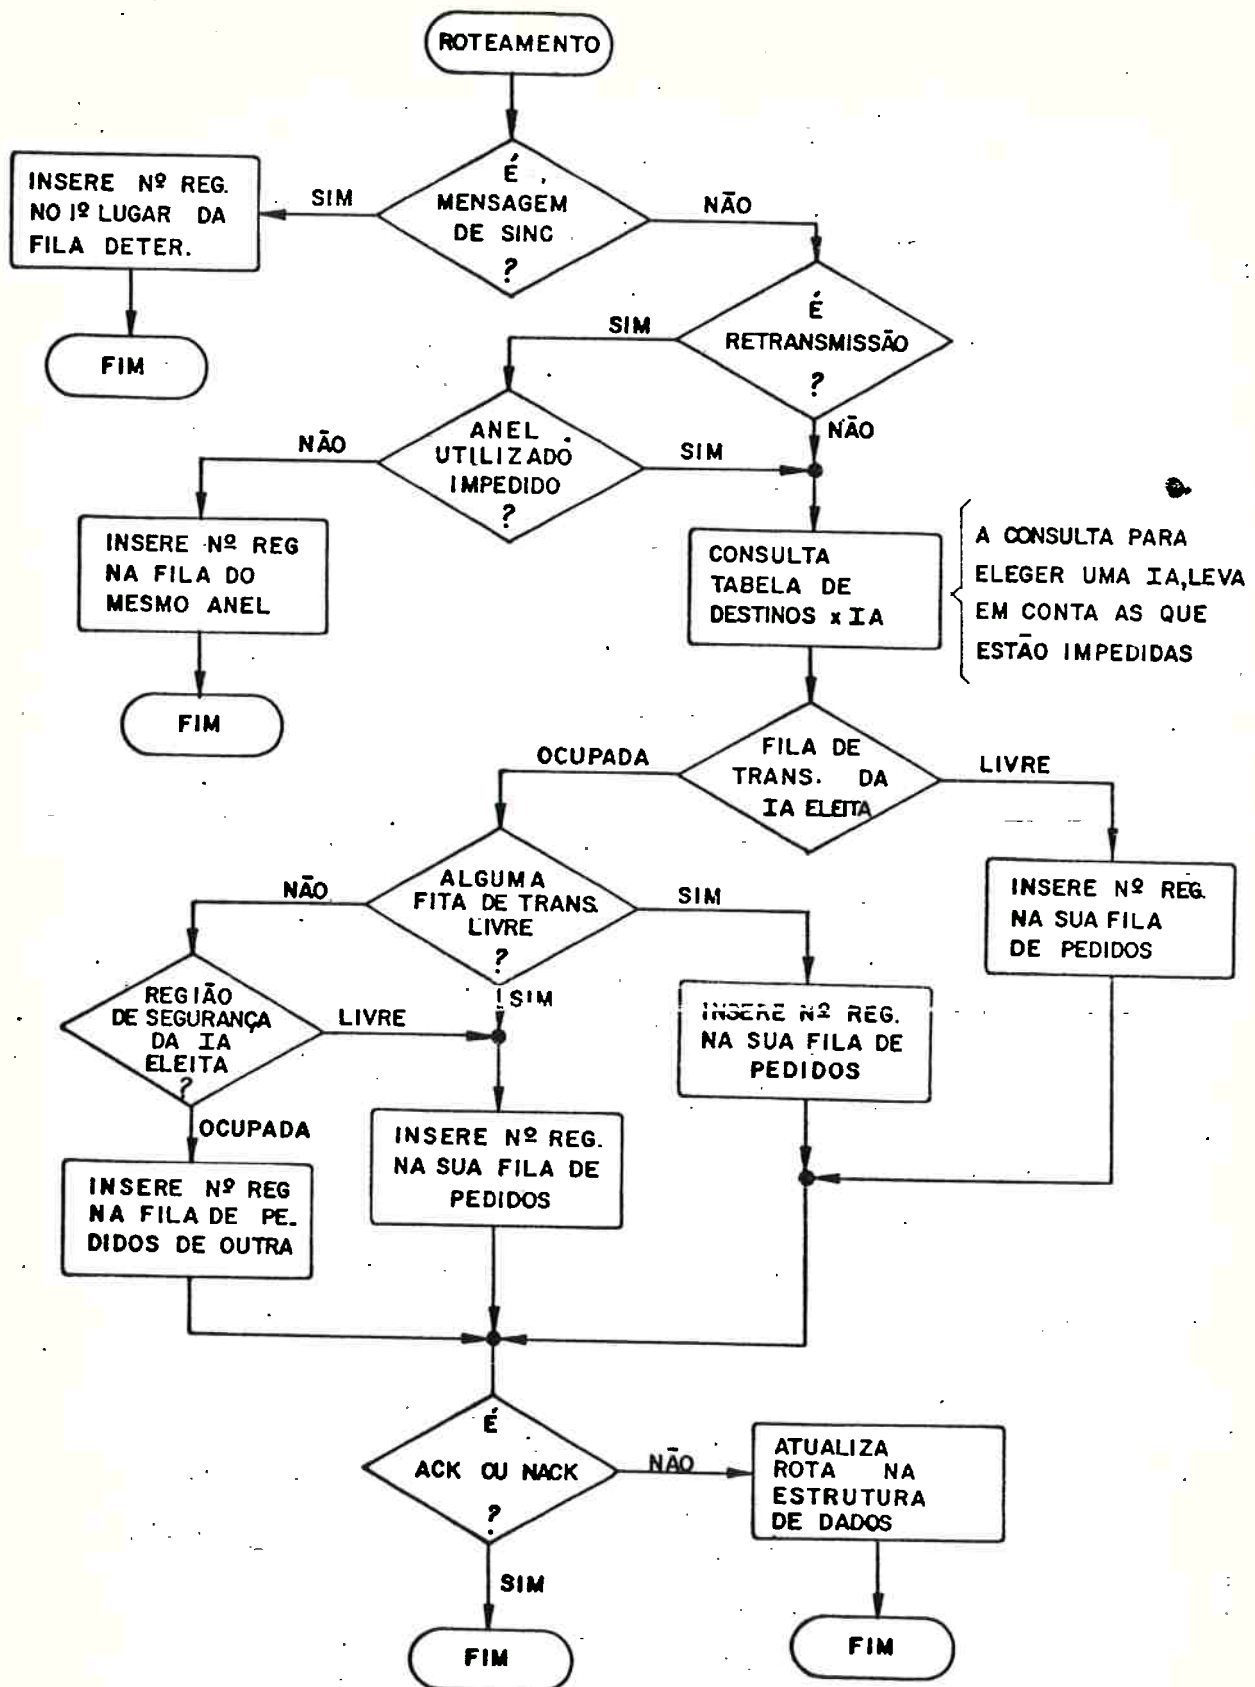 ROTEAMENTO
É
MENSAGEM
DE SINC
?
SIM
NÃO
INSERE Nº REG.
NO 1º LUGAR DA
FILA DETER.
FIM
É
RETRANSMISSÃO
?
SIM
NÃO
ANEL
UTILIZADO
IMPEDIDO
?
NÃO
SIM
INSERE Nº REG
NA FILA DO
MESMO ANEL
FIM
CONSULTA
TABELA DE
DESTINOS x IA
A CONSULTA PARA
ELEGER UMA IA, LEVA
EM CONTA AS QUE
ESTÃO IMPEDIDAS
FILA DE
TRANS. DA
IA ELEITA
OCUPADA
LIVRE
INSERE Nº REG.
NA SUA FILA
DE PEDIDOS
ALGUMA
FITA DE TRANS.
LIVRE
?
NÃO
SIM
SIM
INSERE Nº REG.
NA SUA FILA DE
PEDIDOS
REGIÃO
DE SEGURANÇA
DA IA
ELEITA
?
LIVRE
OCUPADA
INSERE Nº REG.
NA SUA FILA DE
PEDIDOS
INSERE Nº REG
NA FILA DE PE-
DIDOS DE OUTRA
É
ACK OU NACK
?
NÃO
SIM
ATUALIZA
ROTA NA
ESTRUTURA
DE DADOS
FIM
FIM